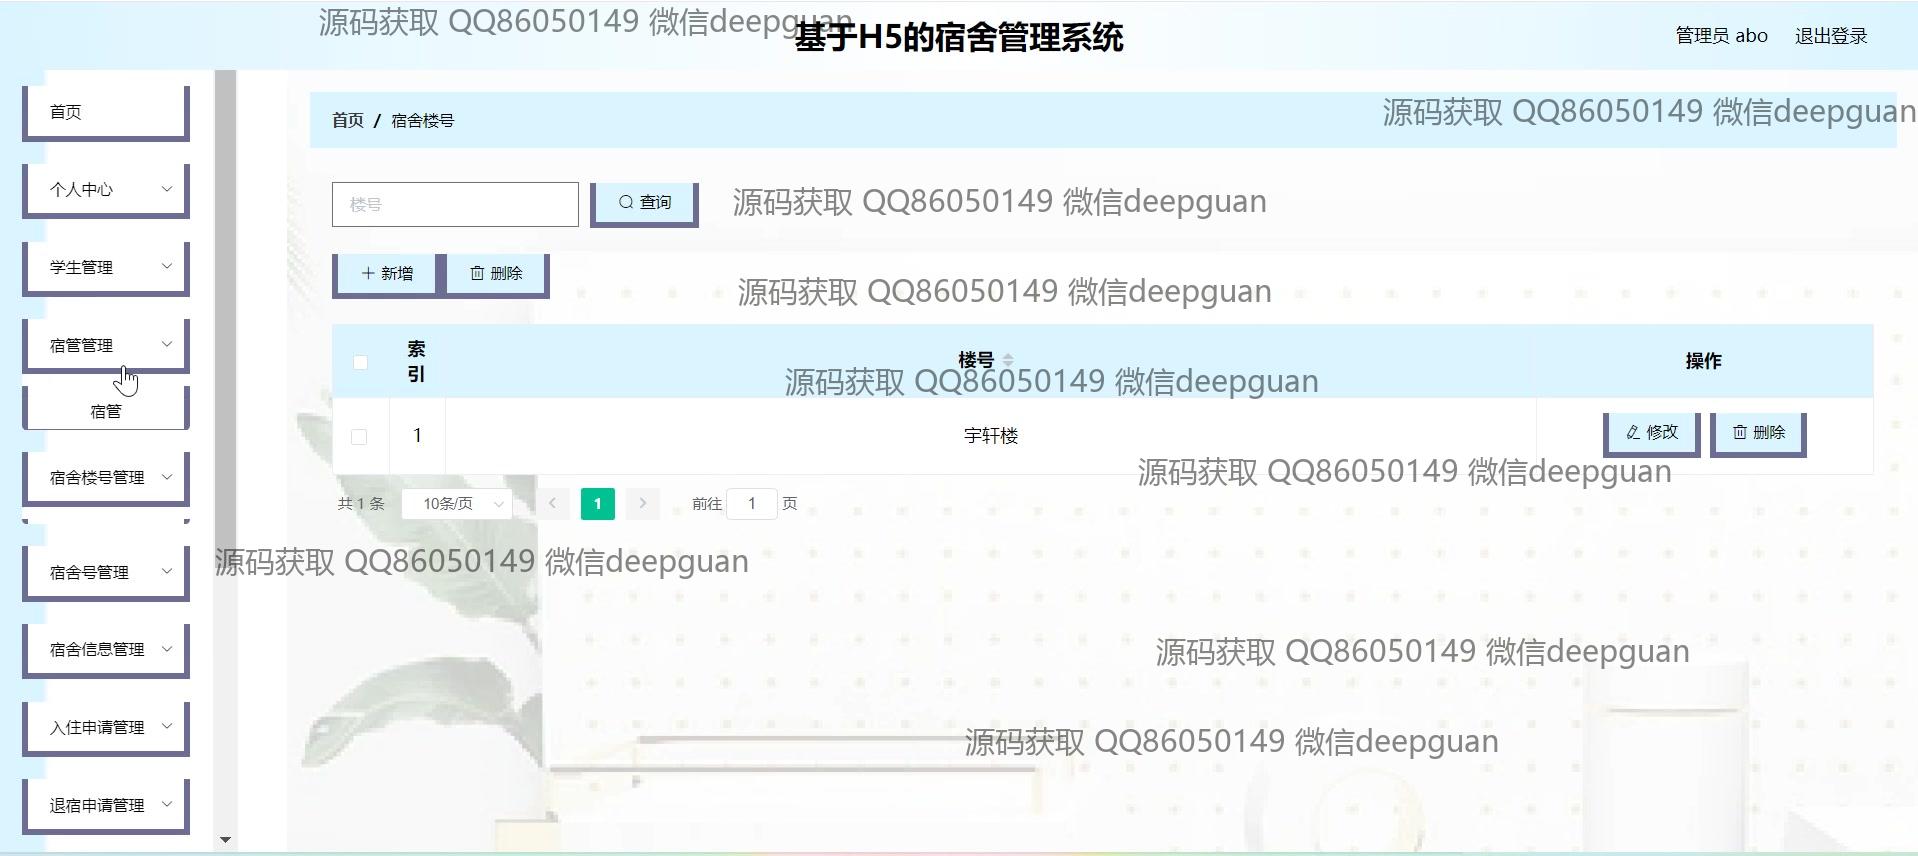 源码获取 QQ86050149 微信deepguan
基于H5的宿舍管理系统
管理员 abo 退出登录
首页
个人中心
学生管理
宿管管理
宿管
宿舍楼号管理
宿舍号管理
宿舍信息管理
入住申请管理
退宿申请管理
首页 / 宿舍楼号
源码获取 QQ86050149 微信deepguan
楼号 查询
源码获取 QQ86050149 微信deepguan
新增 删除
源码获取 QQ86050149 微信deepguan
索引 楼号 操作
源码获取 QQ86050149 微信deepguan
1 宇轩楼 修改 删除
源码获取 QQ86050149 微信deepguan
共 1 条 10条/页 1 前往 1 页
源码获取 QQ86050149 微信deepguan
源码获取 QQ86050149 微信deepguan
源码获取 QQ86050149 微信deepguan